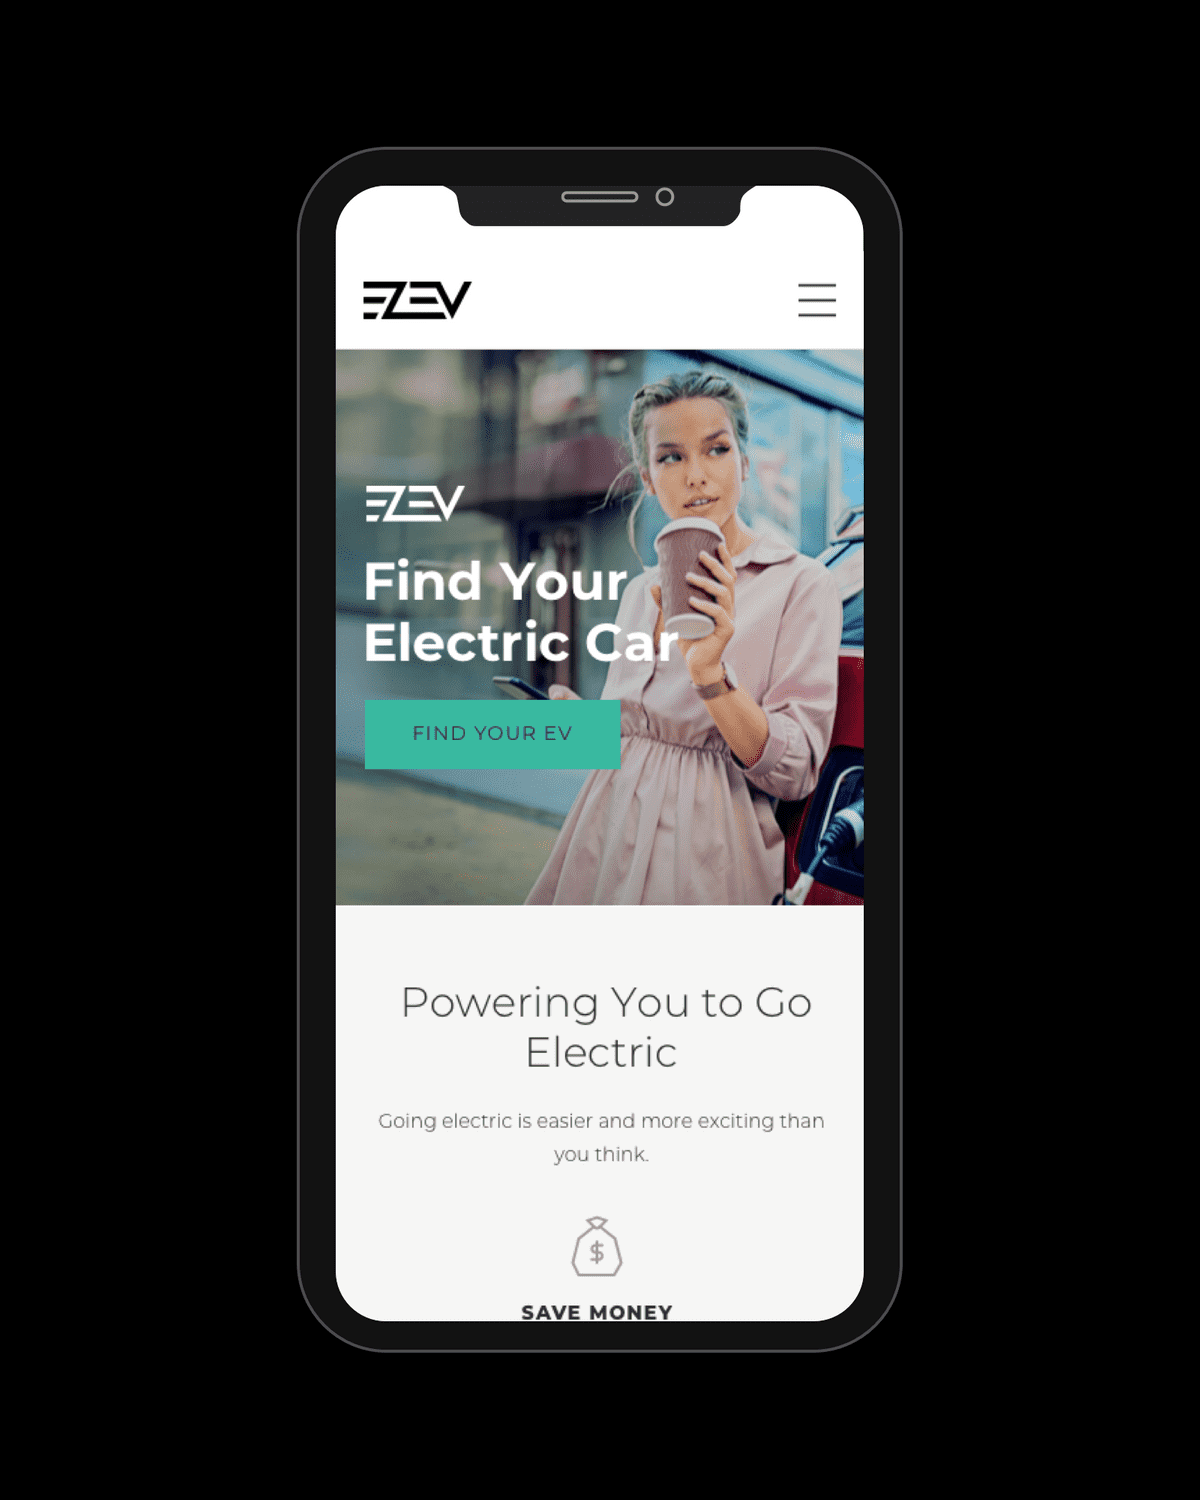 EZEV
EZEV
Find Your
Electric Car
FIND YOUR EV
Powering You to Go
Electric
Going electric is easier and more exciting than
you think.
$
SAVE MONEY